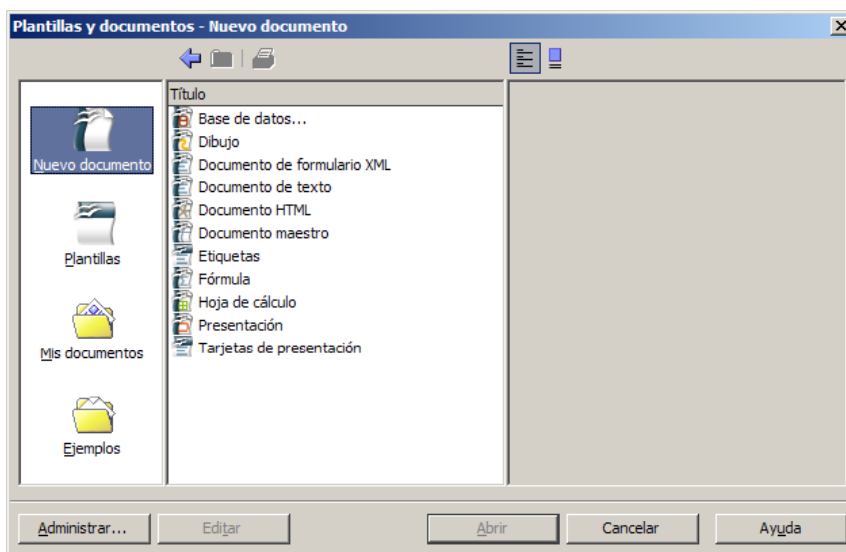 Plantillas y documentos - Nuevo documento
Título
Nuevo documento
Plantillas
Mis documentos
Ejemplos
Base de datos...
Dibujo
Documento de formulario XML
Documento de texto
Documento HTML
Documento maestro
Etiquetas
Fórmula
Hoja de cálculo
Presentación
Tarjetas de presentación
Administrar...
Editar
Abrir
Cancelar
Ayuda